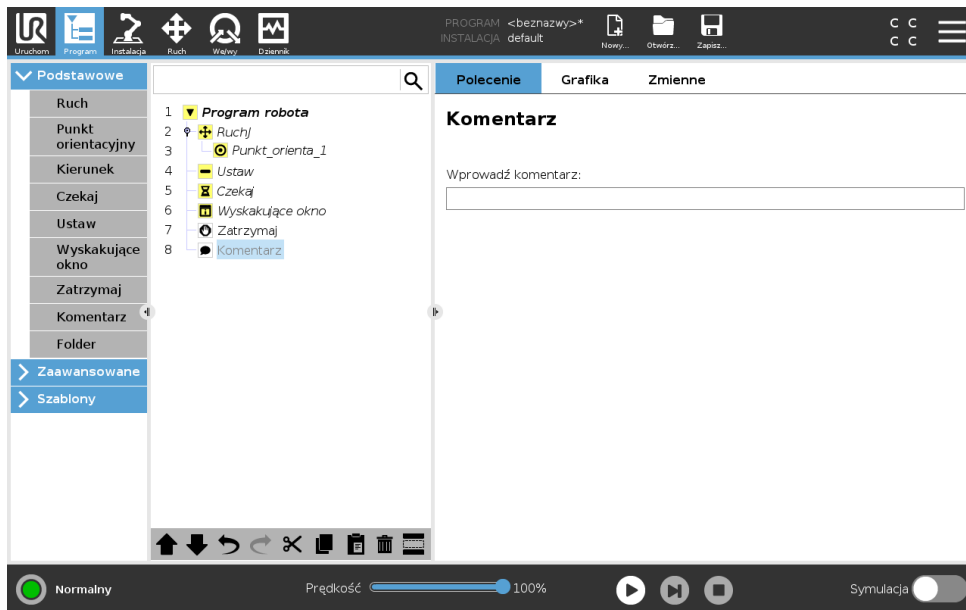 PROGRAM <beznazwy>*
INSTALACJA default
Uruchom Program Instalacja Ruch We/wy Dziennik Nowy... Otwórz... Zapisz...
C C
C C
Podstawowe
Ruch
Punkt
orientacyjny
Kierunek
Czekaj
Ustaw
Wyskakujące
okno
Zatrzymaj
Komentarz
Folder
Zaawansowane
Szablony
1 Program robota
2 RuchJ
3 Punkt_orienta_1
4 Ustaw
5 Czekaj
6 Wyskakujące okno
7 Zatrzymaj
8 Komentarz
Polecenie Grafika Zmienne
Komentarz
Wprowadź komentarz:
Normalny Prędkość 100% Symulacja